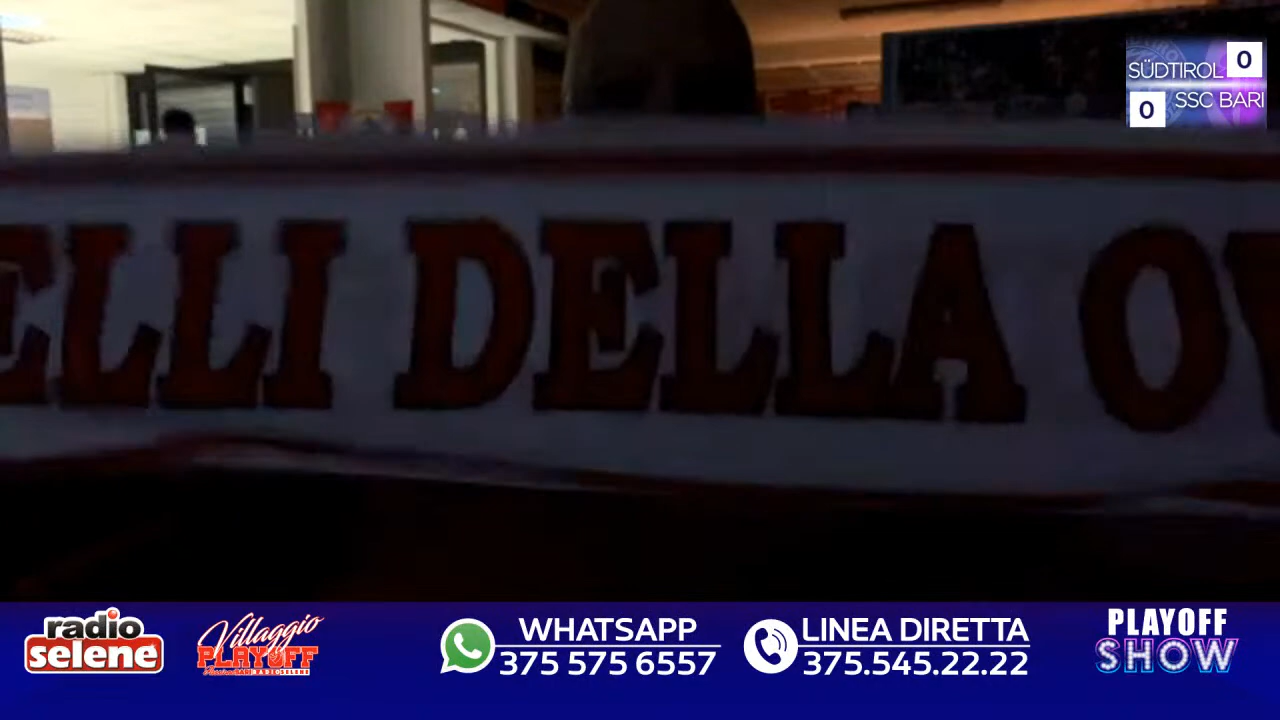 SÜDTIROL 0
0 SSC BARI
ELLI DELLA OV
radio selene
Villaggio
PLAYOFF
WHATSAPP
375 575 6557
LINEA DIRETTA
375.545.22.22
PLAYOFF
SHOW